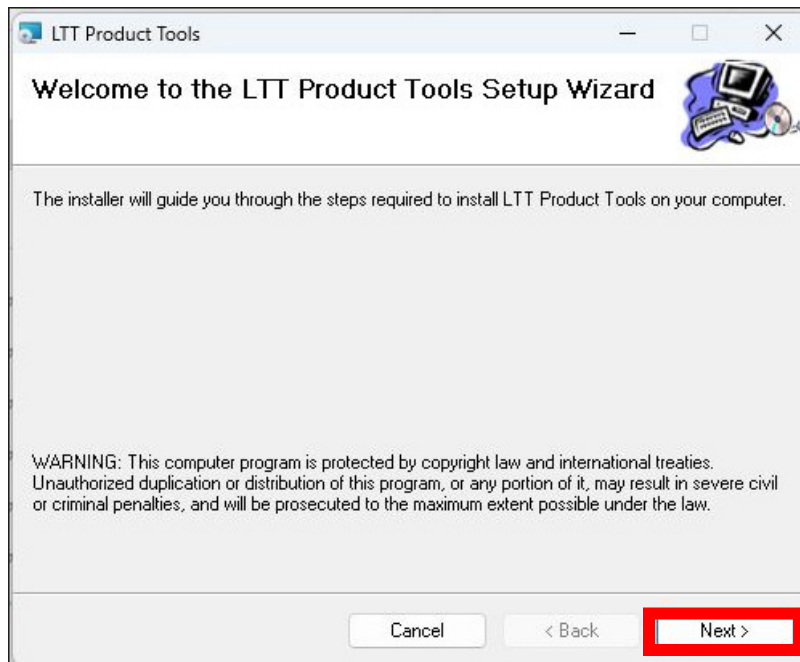 LTT Product Tools
Welcome to the LTT Product Tools Setup Wizard
The installer will guide you through the steps required to install LTT Product Tools on your computer.
WARNING: This computer program is protected by copyright law and international treaties.
Unauthorized duplication or distribution of this program, or any portion of it, may result in severe civil
or criminal penalties, and will be prosecuted to the maximum extent possible under the law.
Cancel
< Back
Next >